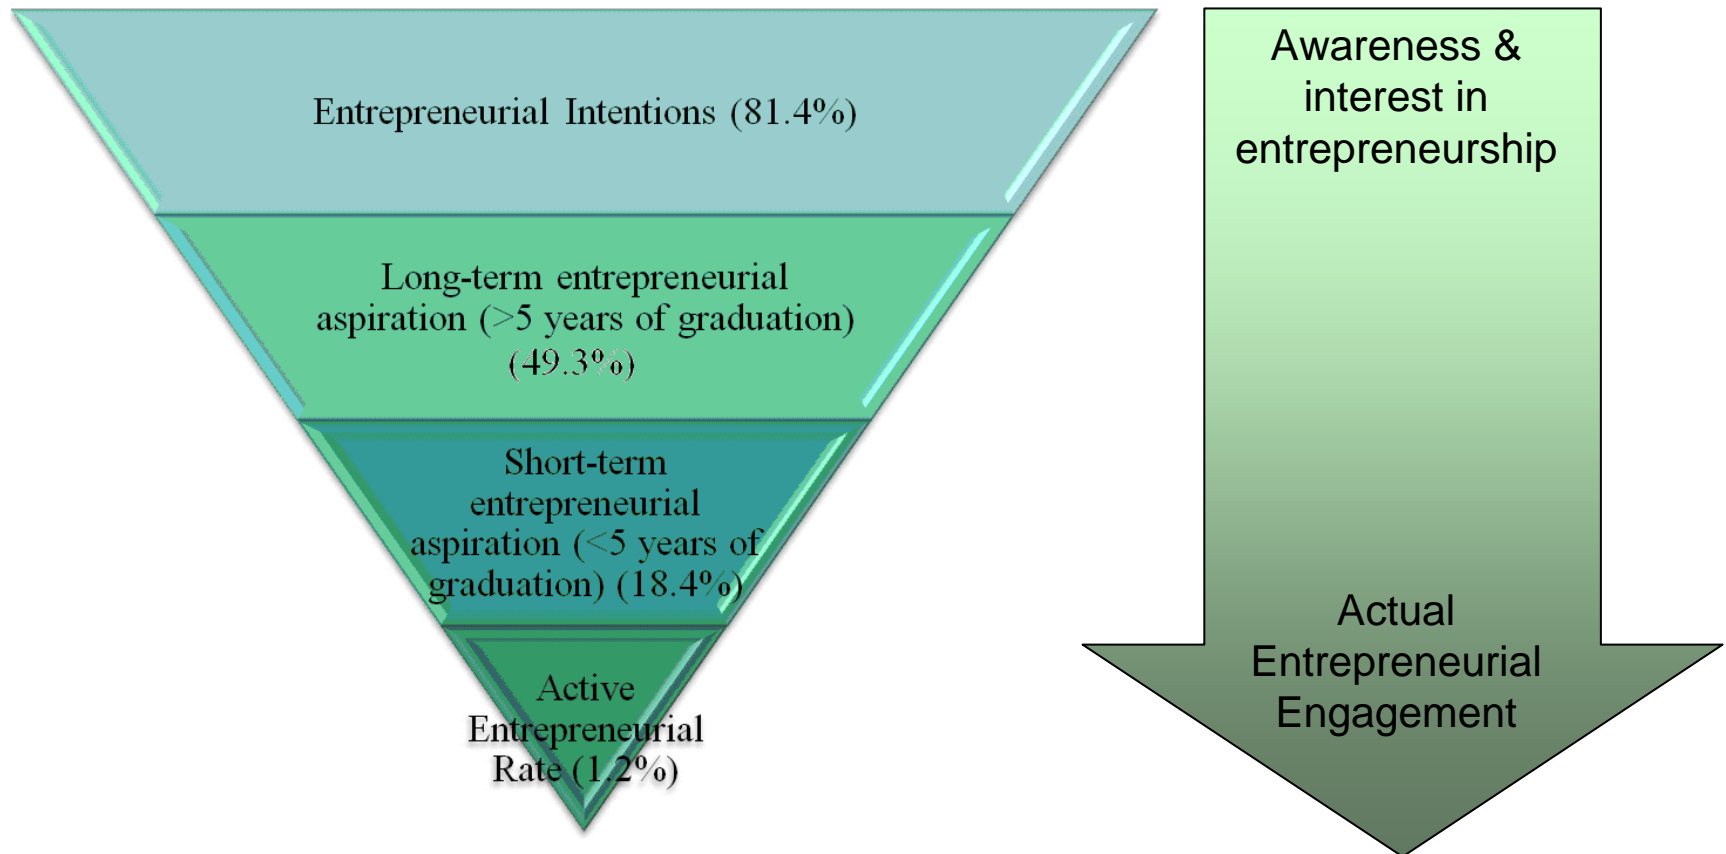 Entrepreneurial Intentions (81.4%)
Long-term entrepreneurial
aspiration (>5 years of graduation)
(49.3%)
Short-term
entrepreneurial
aspiration (<5 years of
graduation) (18.4%)
Active
Entrepreneurial
Rate (1.2%)
Awareness &
interest in
entrepreneurship
Actual
Entrepreneurial
Engagement